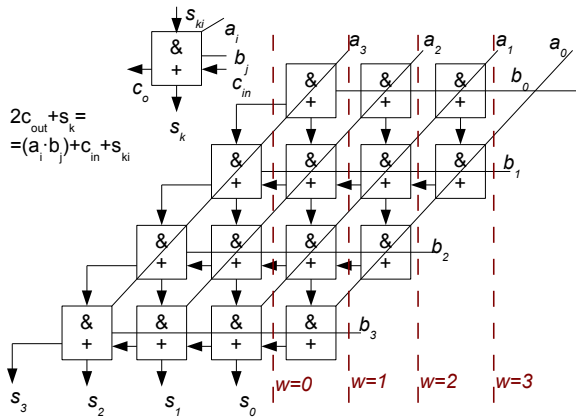 s_ki
a_i
&
+
b_j
c_o
c_in
s_k
2c_out+s_k=
=(a_i·b_j)+c_in+s_ki
a_3 a_2 a_1 a_0
& & &
+ + +
b_0
& & & &
+ + + +
b_1
& & & &
+ + + +
b_2
& & & &
+ + + +
b_3
s_3 s_2 s_1 s_0
w=0 w=1 w=2 w=3